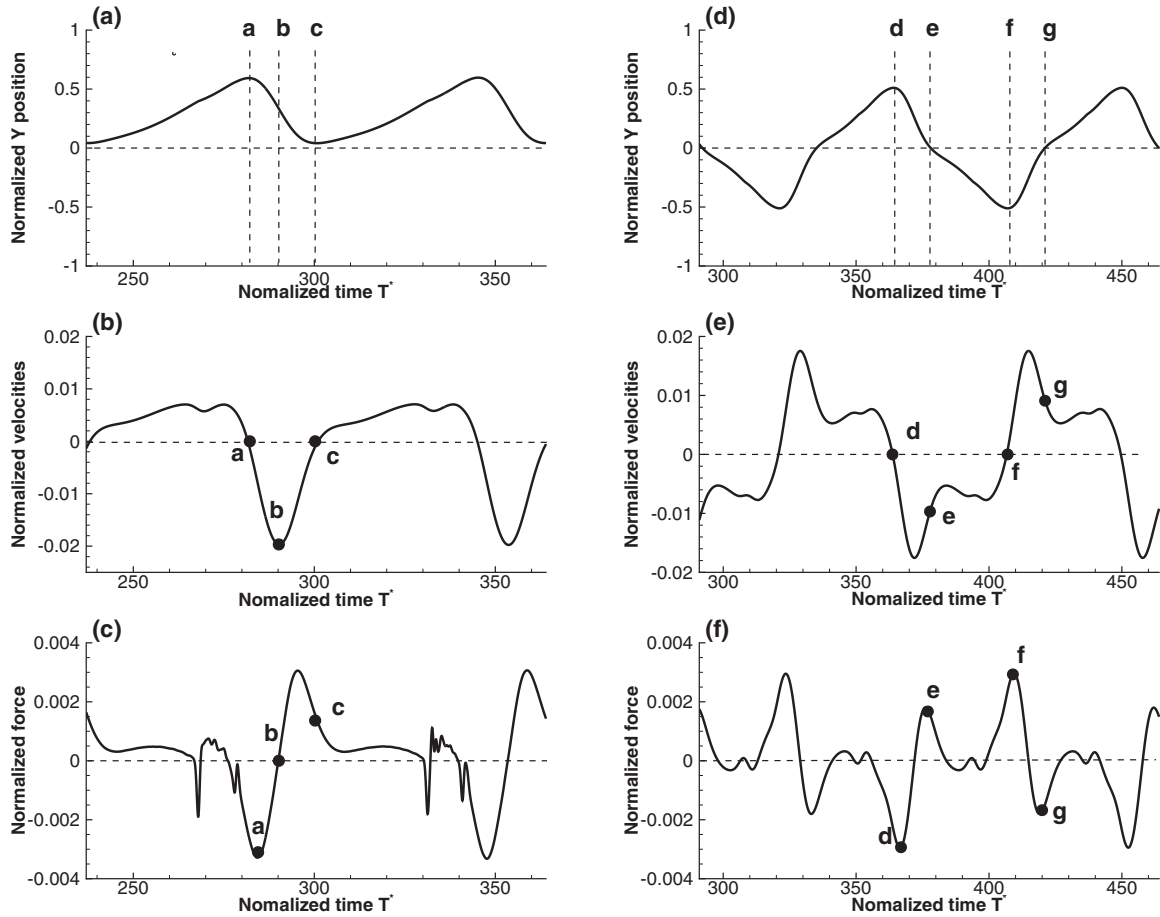 (a)
a b c
1
0.5
0
-0.5
-1
Normalized Y position
250 300 350
Nomalized time T*
(b)
0.02
0.01
0
-0.01
-0.02
Normalized velocities
a
b
c
250 300 350
Nomalized time T*
(c)
0.004
0.002
0
-0.002
-0.004
Normalized force
a
b
c
250 300 350
Nomalized time T*
(d)
d e f g
1
0.5
0
-0.5
-1
Normalized Y position
300 350 400 450
Nomalized time T*
(e)
0.02
0.01
0
-0.01
-0.02
Normalized velocities
d
e
f
g
300 350 400 450
Nomalized time T*
(f)
0.004
0.002
0
-0.002
-0.004
Normalized force
d
e
f
g
300 350 400 450
Nomalized time T*